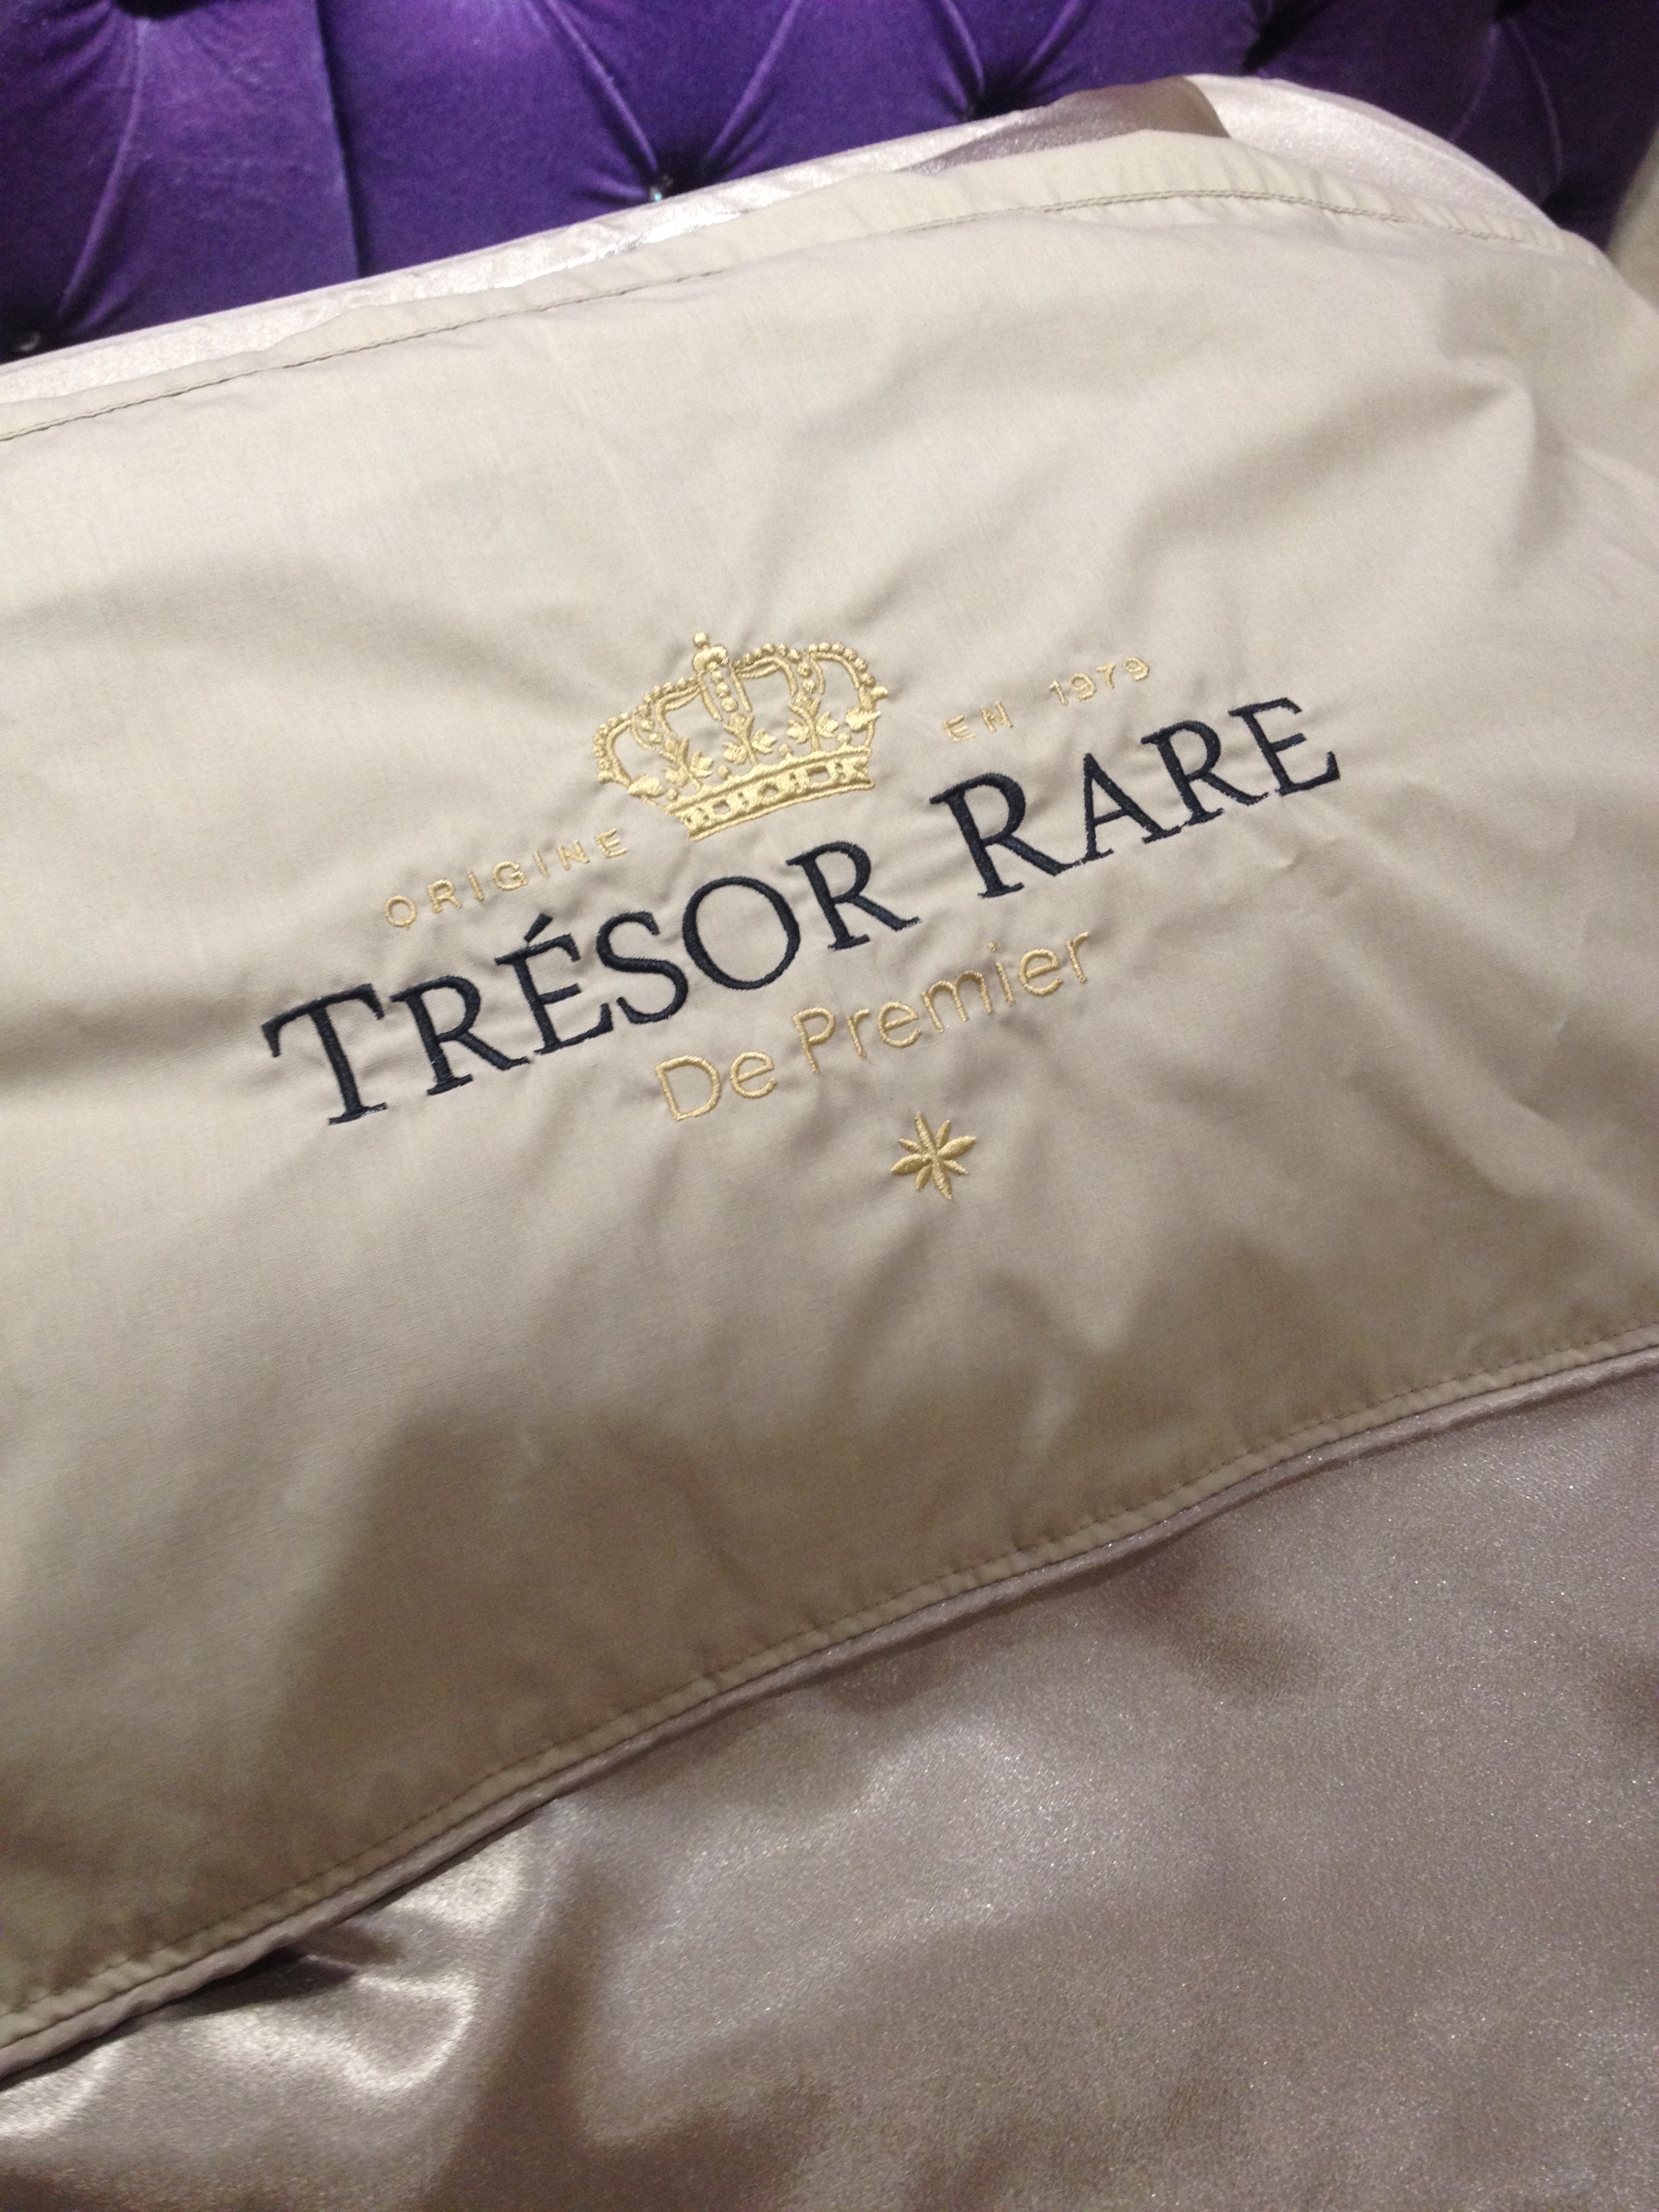 ORIGINE EN 1979
TRÉSOR RARE
De Premier